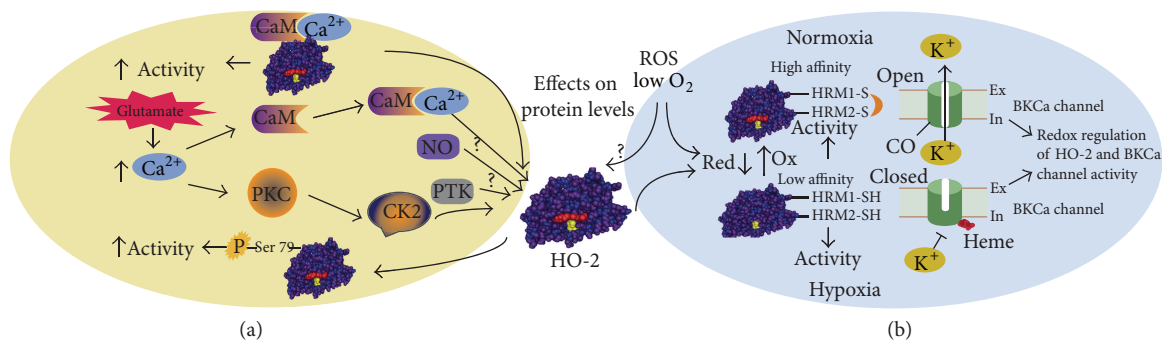 CaM
Ca2+
↑ Activity
Glutamate
CaM
CaM
Ca2+
↑ Ca2+
NO
?
PKC
CK2
PTK
?
↑ Activity
P
Ser 79
(a)
Effects on
protein levels
HO-2
ROS
low O2
?
Normoxia
High affinity
HRM1-S
HRM2-S
Activity
Red
Ox
Low affinity
HRM1-SH
HRM2-SH
Activity
Hypoxia
K+
Open
Ex
In
BKCa channel
CO
K+
Redox regulation
of HO-2 and BKCa
channel activity
Closed
Ex
In
BKCa channel
Heme
K+
(b)